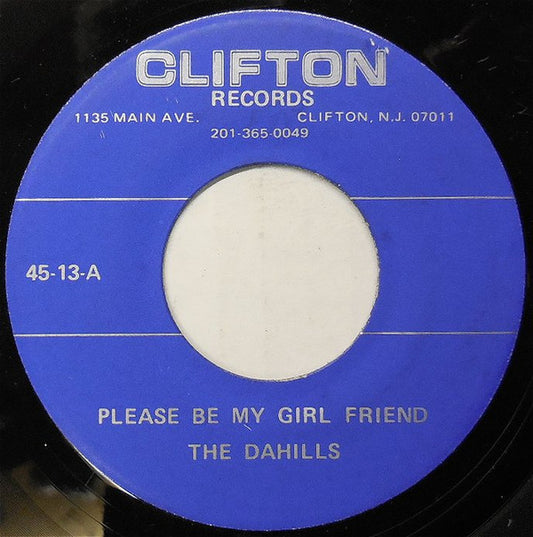 CLIFTON
RECORDS
1135 MAIN AVE. CLIFTON, N.J. 07011
201-365-0049
45-13-A
PLEASE BE MY GIRL FRIEND
THE DAHILLS